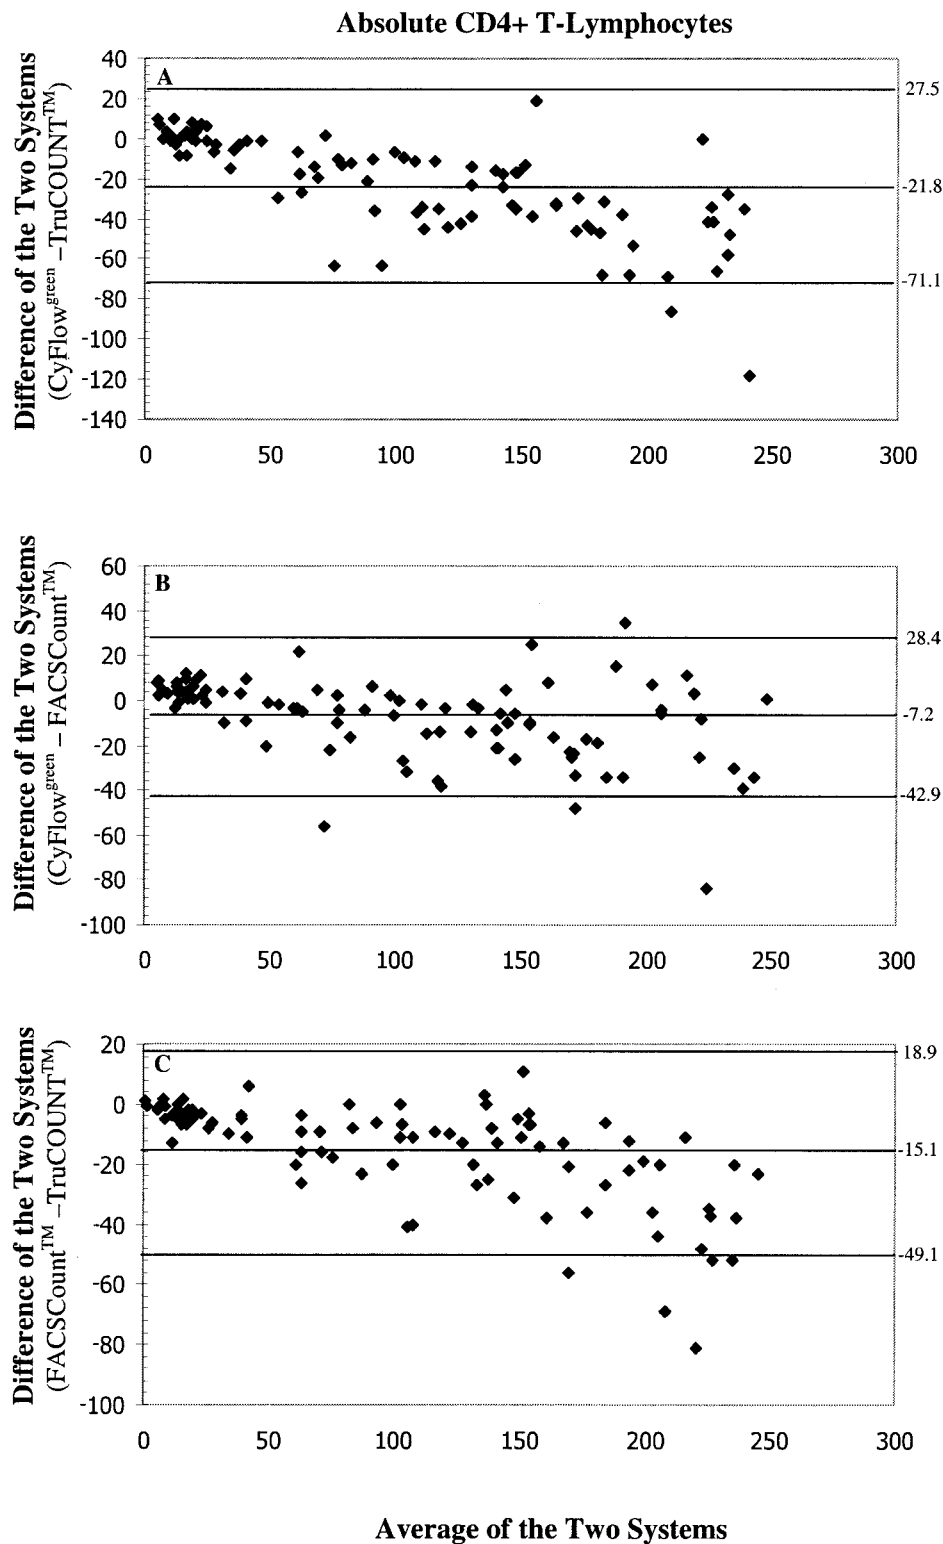 Absolute CD4+ T-Lymphocytes
Difference of the Two Systems
(CyFlowgreen –TruCOUNT™)
A
40
20
0
-20
-40
-60
-80
-100
-120
-140
27.5
-21.8
-71.1
0 50 100 150 200 250 300
Difference of the Two Systems
(CyFlowgreen – FACSCount™)
B
60
40
20
0
-20
-40
-60
-80
-100
28.4
-7.2
-42.9
0 50 100 150 200 250 300
Difference of the Two Systems
(FACSCount™ –TruCOUNT™)
C
20
0
-20
-40
-60
-80
-100
18.9
-15.1
-49.1
0 50 100 150 200 250 300
Average of the Two Systems